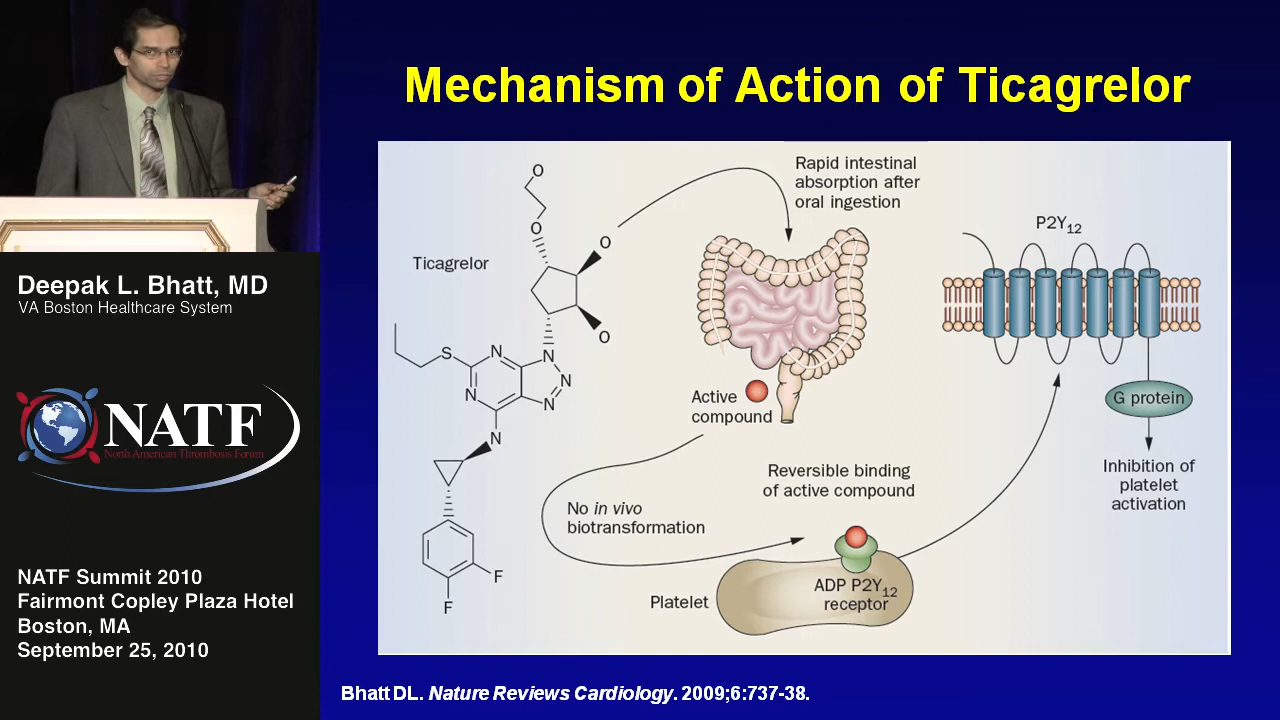 Mechanism of Action of Ticagrelor
Ticagrelor
O
O
O
O
S
N
N
N
N
N
N
F
F
Rapid intestinal
absorption after
oral ingestion
Active
compound
No in vivo
biotransformation
Reversible binding
of active compound
Platelet
ADP P2Y12
receptor
P2Y12
G protein
Inhibition of
platelet
activation
Bhatt DL. Nature Reviews Cardiology. 2009;6:737-38.
Deepak L. Bhatt, MD
VA Boston Healthcare System
NATF
North American Thrombosis Forum
NATF Summit 2010
Fairmont Copley Plaza Hotel
Boston, MA
September 25, 2010